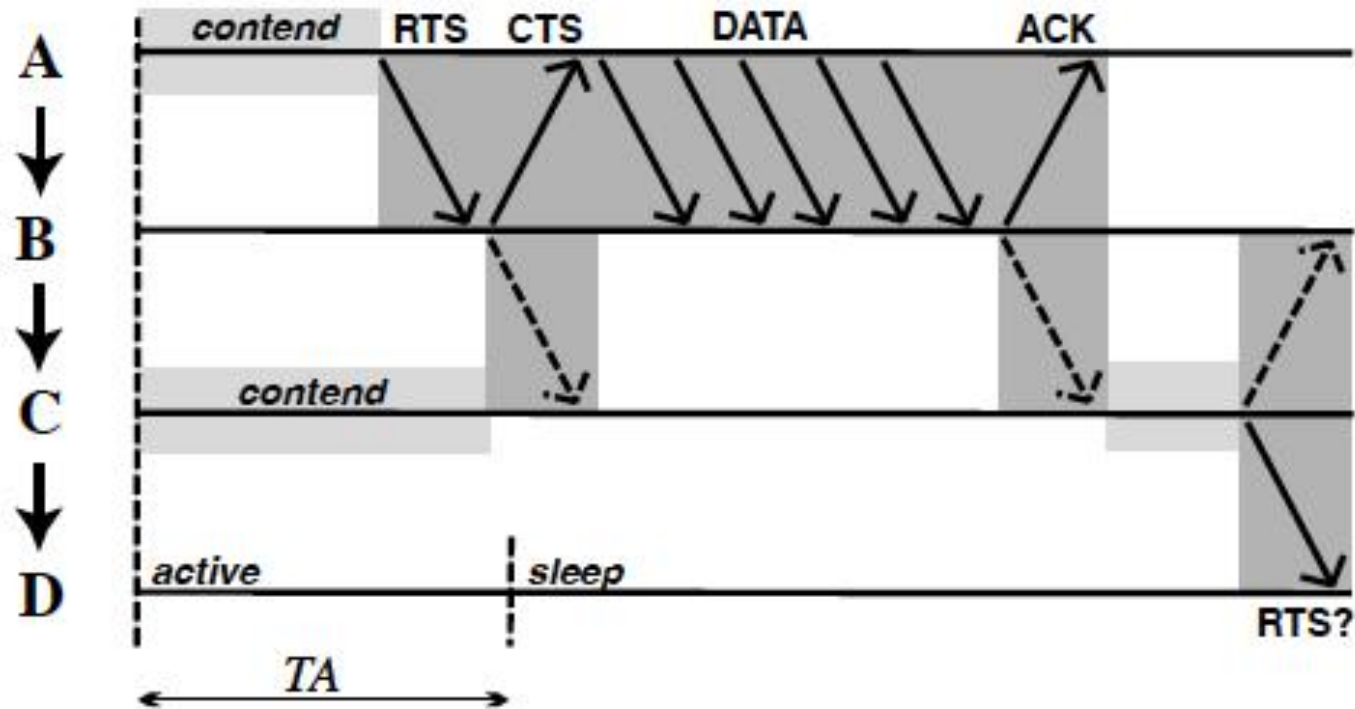 contend RTS CTS DATA ACK
A
B
contend
C
active sleep
D
RTS?
TA